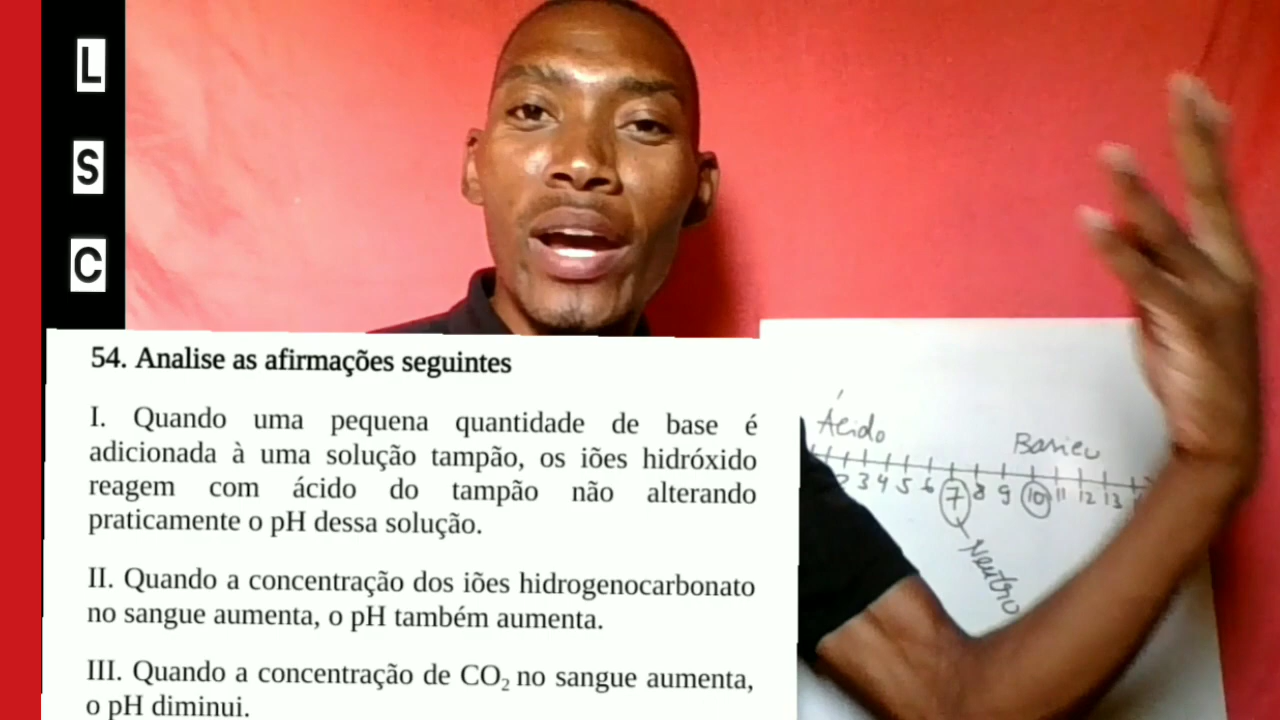 L
S
C
54. Analise as afirmações seguintes
I. Quando uma pequena quantidade de base é
adicionada à uma solução tampão, os iões hidróxido
reagem com ácido do tampão não alterando
praticamente o pH dessa solução.
II. Quando a concentração dos iões hidrogenocarbonato
no sangue aumenta, o pH também aumenta.
III. Quando a concentração de CO₂ no sangue aumenta,
o pH diminui.
Ácido
2 3 4 5 6 7 8 9 10 11 12 13
Neutro